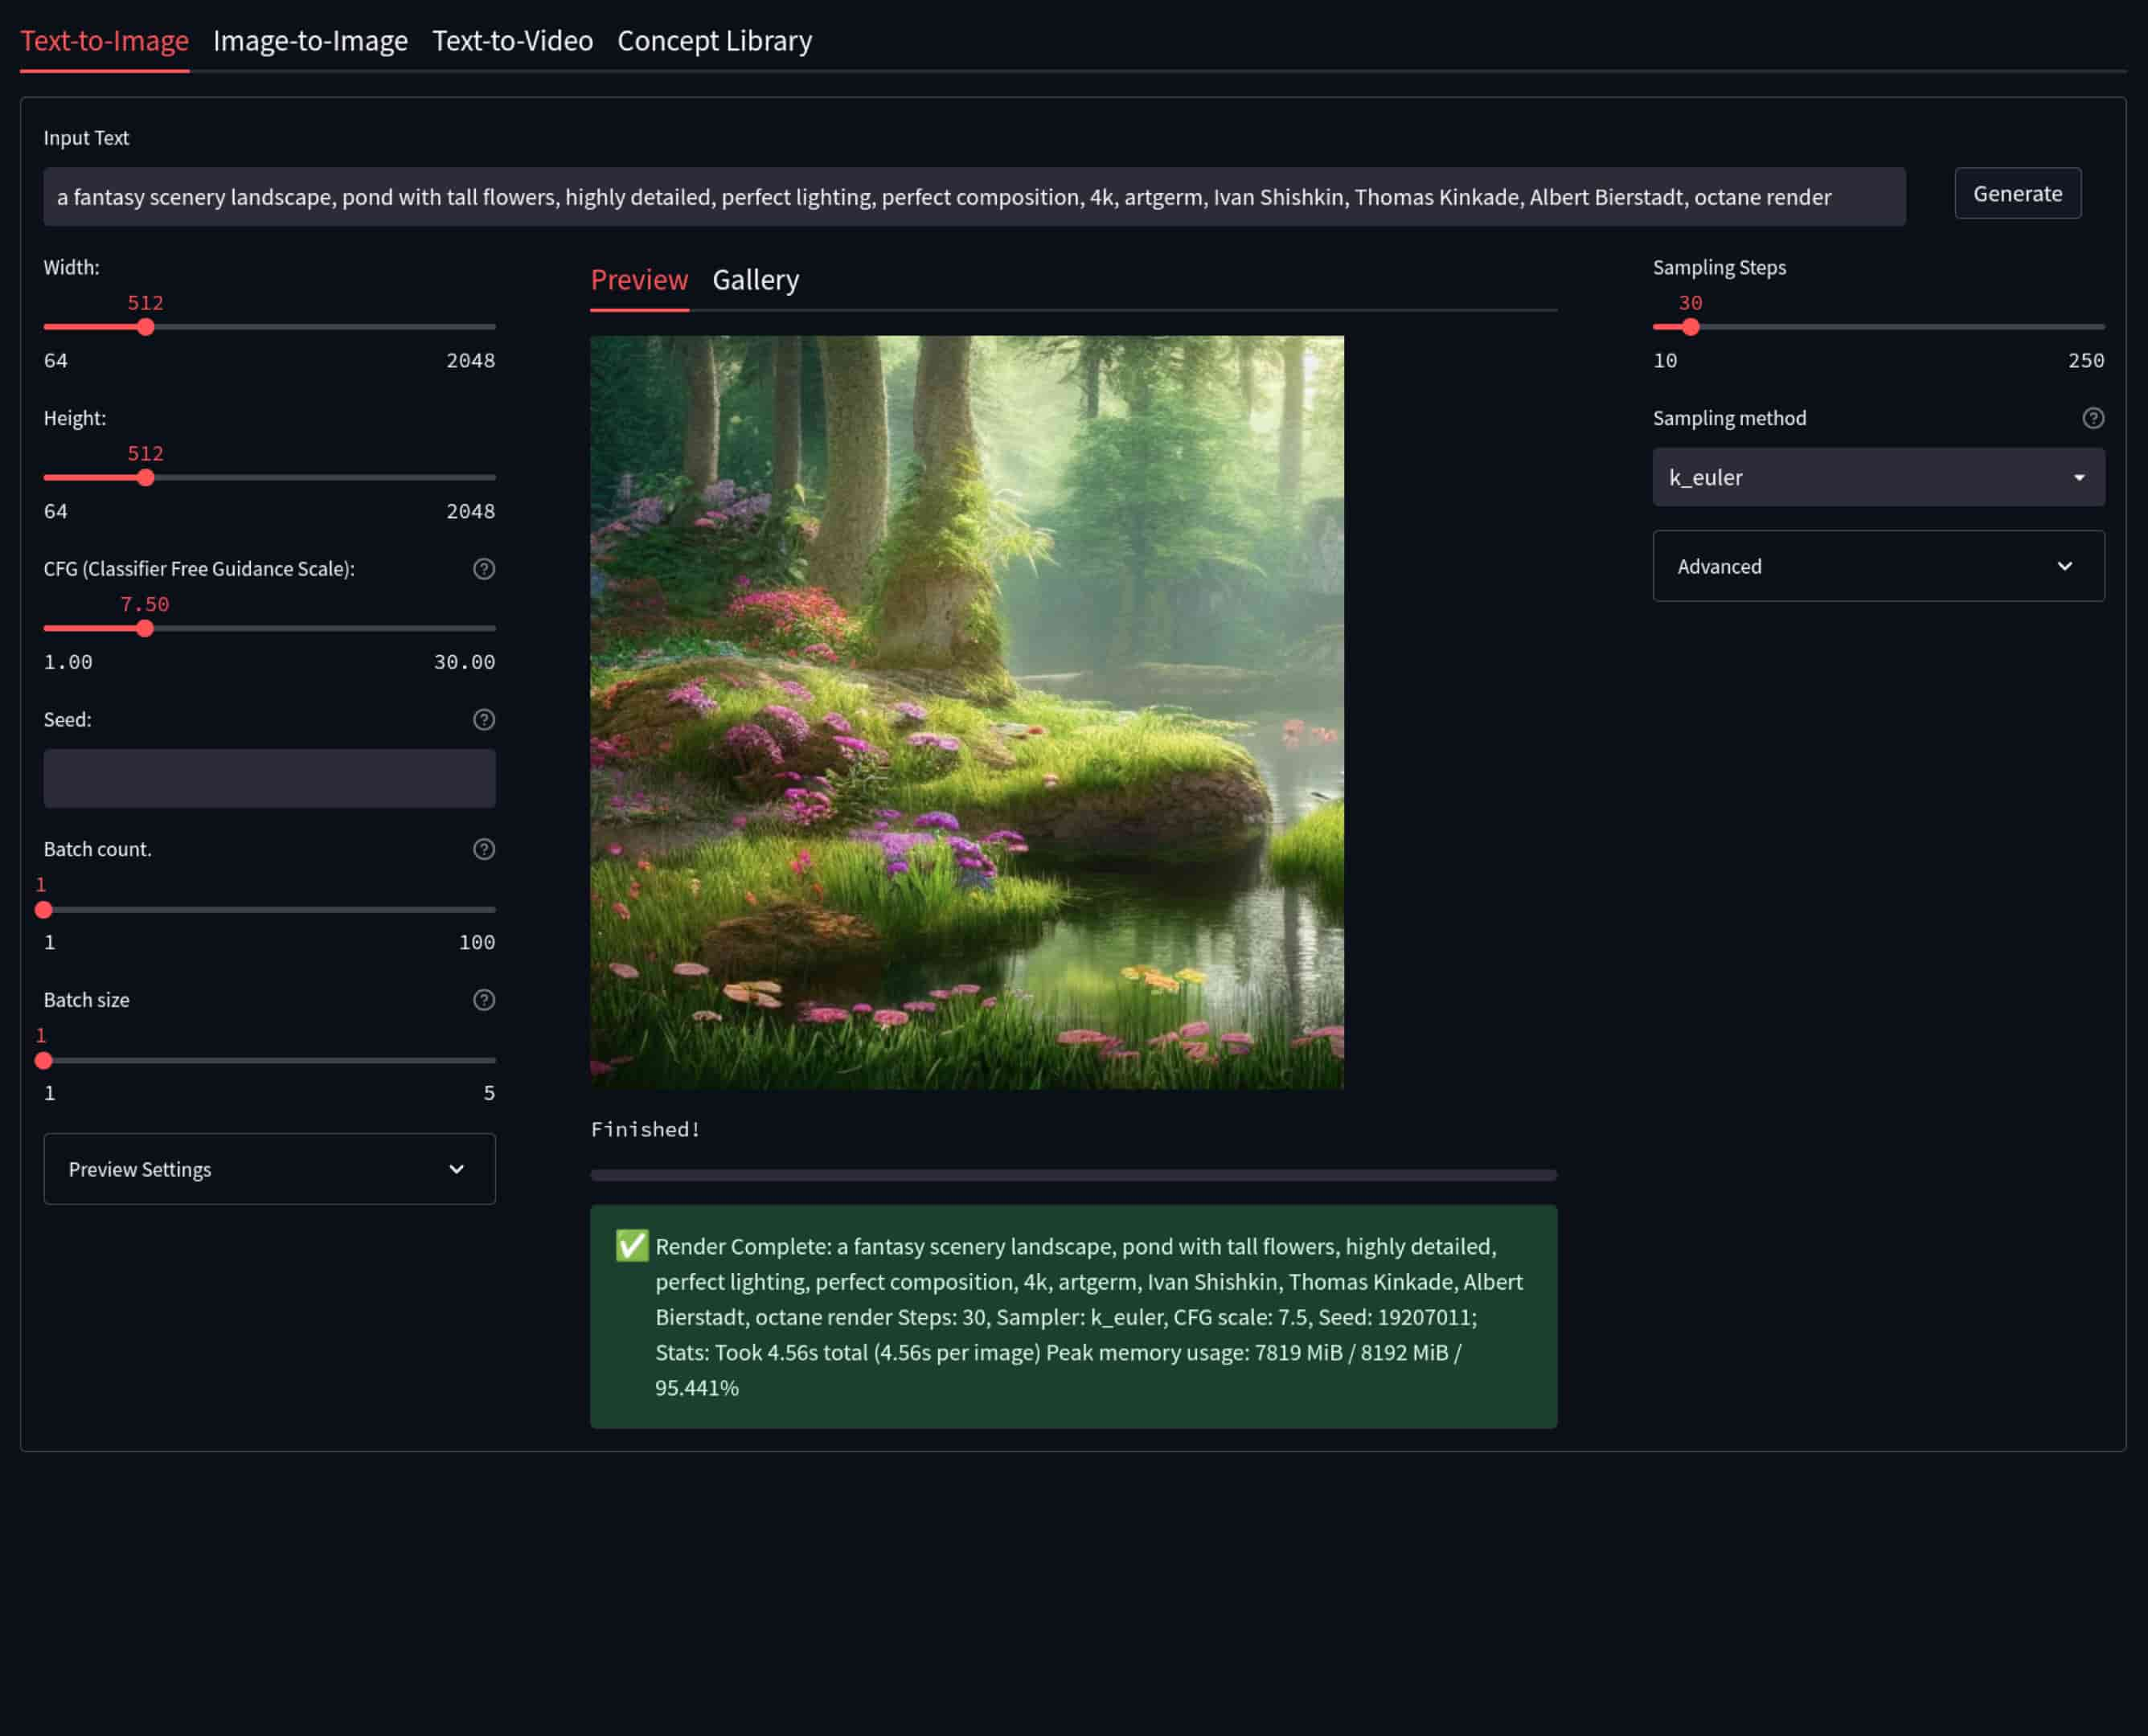 Text-to-Image Image-to-Image Text-to-Video Concept Library
Input Text
a fantasy scenery landscape, pond with tall flowers, highly detailed, perfect lighting, perfect composition, 4k, artgerm, Ivan Shishkin, Thomas Kinkade, Albert Bierstadt, octane render
Generate
Width:
512
64 2048
Height:
512
64 2048
CFG (Classifier Free Guidance Scale):
7.50
1.00 30.00
Seed:
Batch count.
1
1 100
Batch size
1
1 5
Preview Settings
Preview Gallery
Finished!
Render Complete: a fantasy scenery landscape, pond with tall flowers, highly detailed,
perfect lighting, perfect composition, 4k, artgerm, Ivan Shishkin, Thomas Kinkade, Albert
Bierstadt, octane render Steps: 30, Sampler: k_euler, CFG scale: 7.5, Seed: 19207011;
Stats: Took 4.56s total (4.56s per image) Peak memory usage: 7819 MiB / 8192 MiB /
95.441%
Sampling Steps
30
10 250
Sampling method
k_euler
Advanced